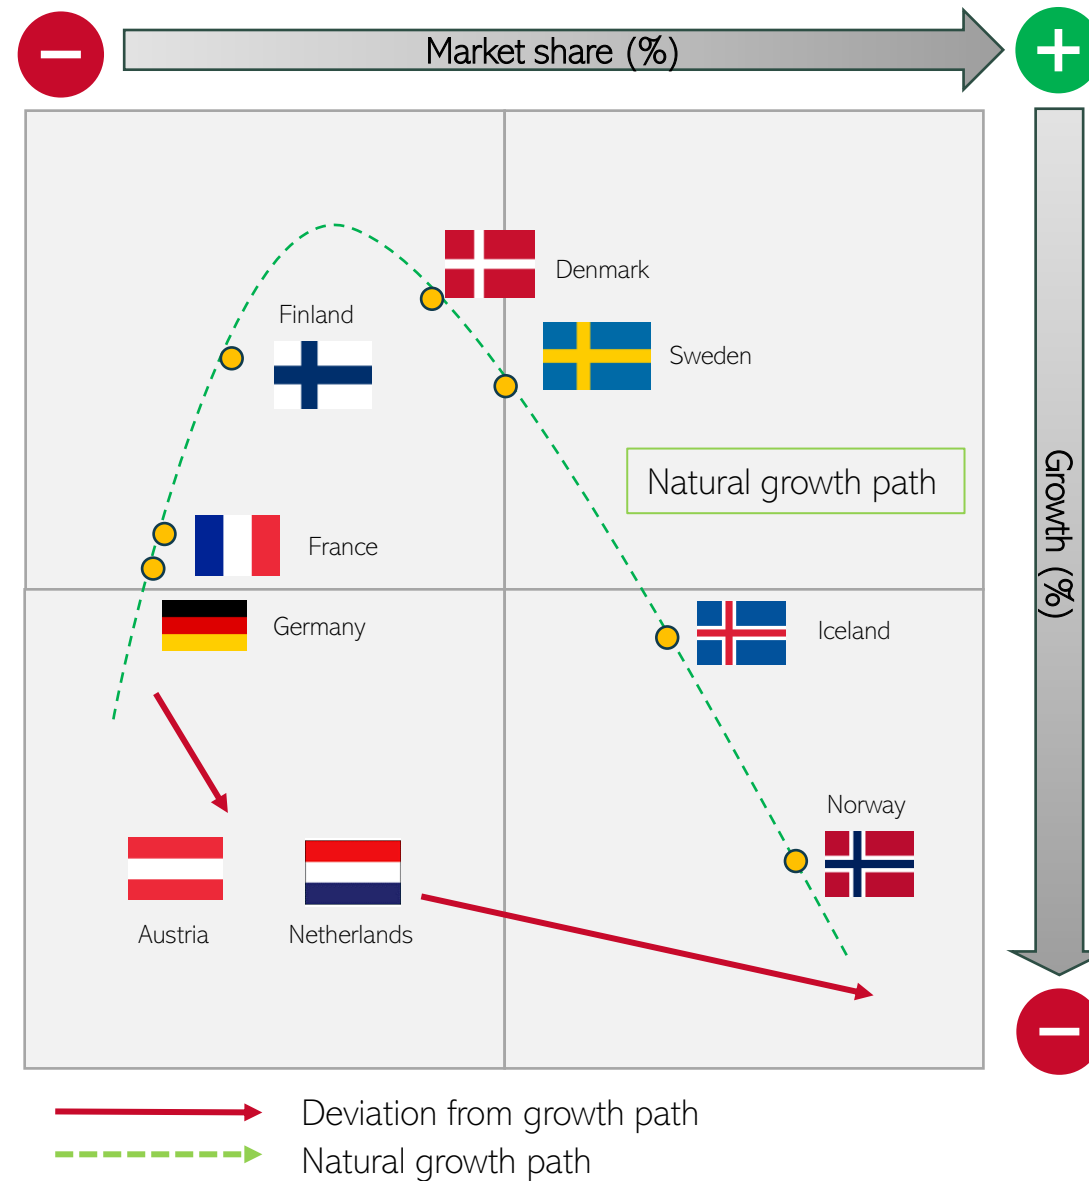 Market share (%)
Denmark
Finland
Sweden
Growth (%)
Natural growth path
France
Germany
Iceland
Norway
Austria
Netherlands
Deviation from growth path
Natural growth path